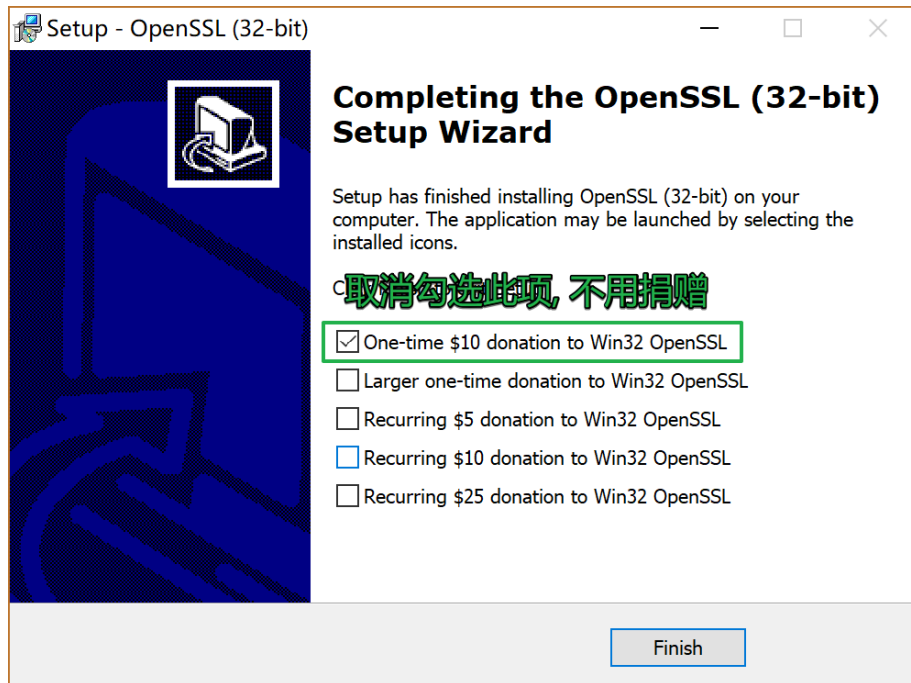 Setup - OpenSSL (32-bit)
Completing the OpenSSL (32-bit)
Setup Wizard
Setup has finished installing OpenSSL (32-bit) on your
computer. The application may be launched by selecting the
installed icons.
取消勾选此项, 不用捐赠
One-time $10 donation to Win32 OpenSSL
Larger one-time donation to Win32 OpenSSL
Recurring $5 donation to Win32 OpenSSL
Recurring $10 donation to Win32 OpenSSL
Recurring $25 donation to Win32 OpenSSL
Finish